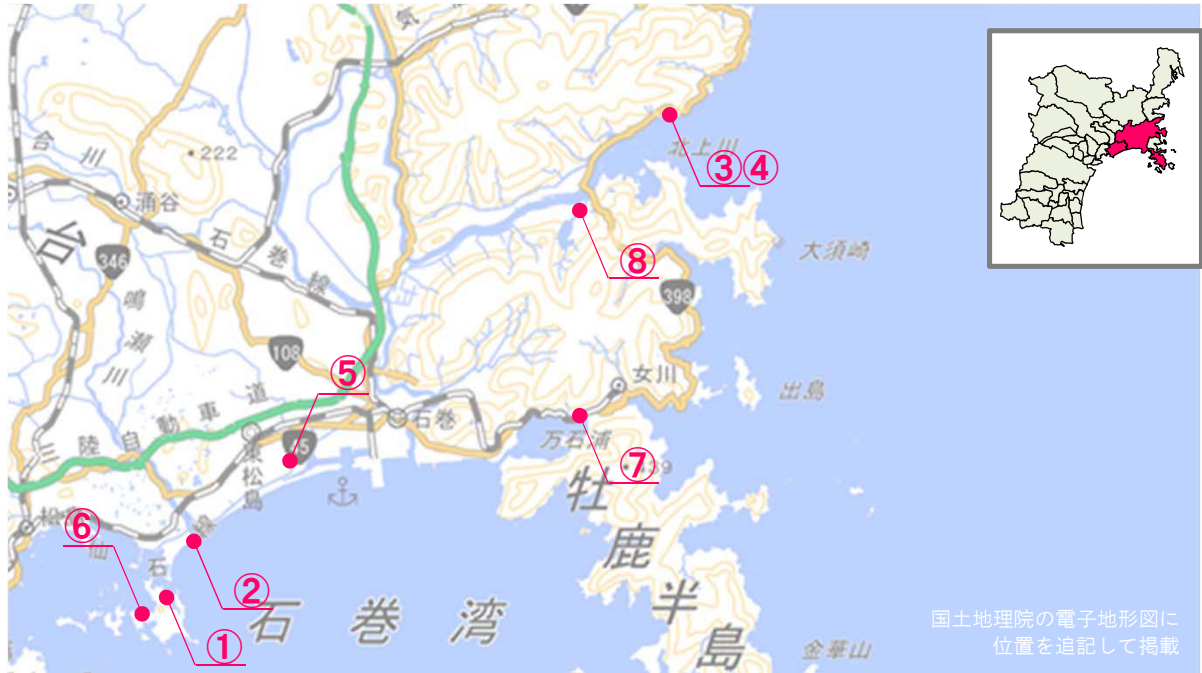 気
・222
合川
涌谷
北上川
③④
大須崎
石巻線
346
⑧
鳴瀬川
398
108
⑤
女川
出島
三陸自動車道
石巻
45
万石浦
東松島
⑦
牡鹿半島
⑥
仙石線
②
石巻湾
①
金華山
国土地理院の電子地形図に
位置を追記して掲載